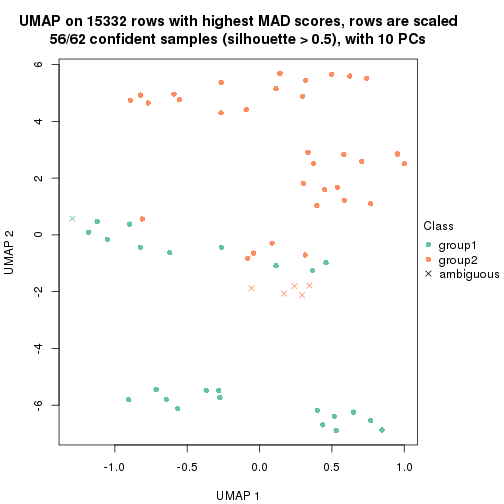 UMAP on 15332 rows with highest MAD scores, rows are scaled
56/62 confident samples (silhouette > 0.5), with 10 PCs
6
4
2
0
-2
-4
-6
UMAP 2
-1.0
-0.5
0.0
0.5
1.0
UMAP 1
Class
group1
group2
ambiguous